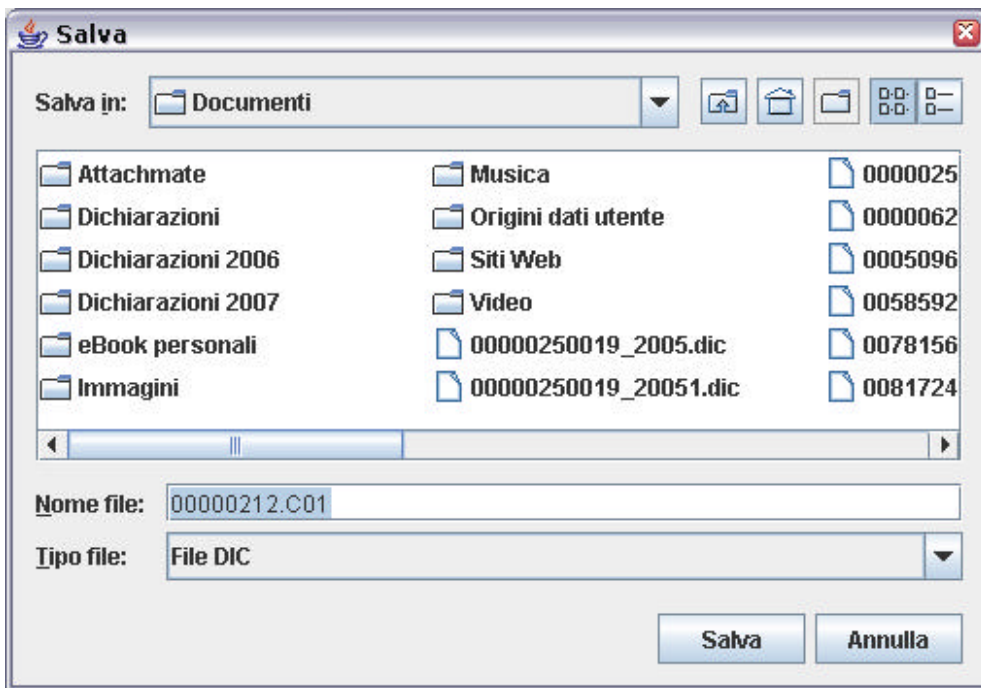 Salva
Salva in: Documenti
Attachmate Musica 0000025
Dichiarazioni Origini dati utente 0000062
Dichiarazioni 2006 Siti Web 0005096
Dichiarazioni 2007 Video 0058592
eBook personali 00000250019_2005.dic 0078156
Immagini 00000250019_20051.dic 0081724
Nome file: 00000212.C01
Tipo file: File DIC
Salva Annulla